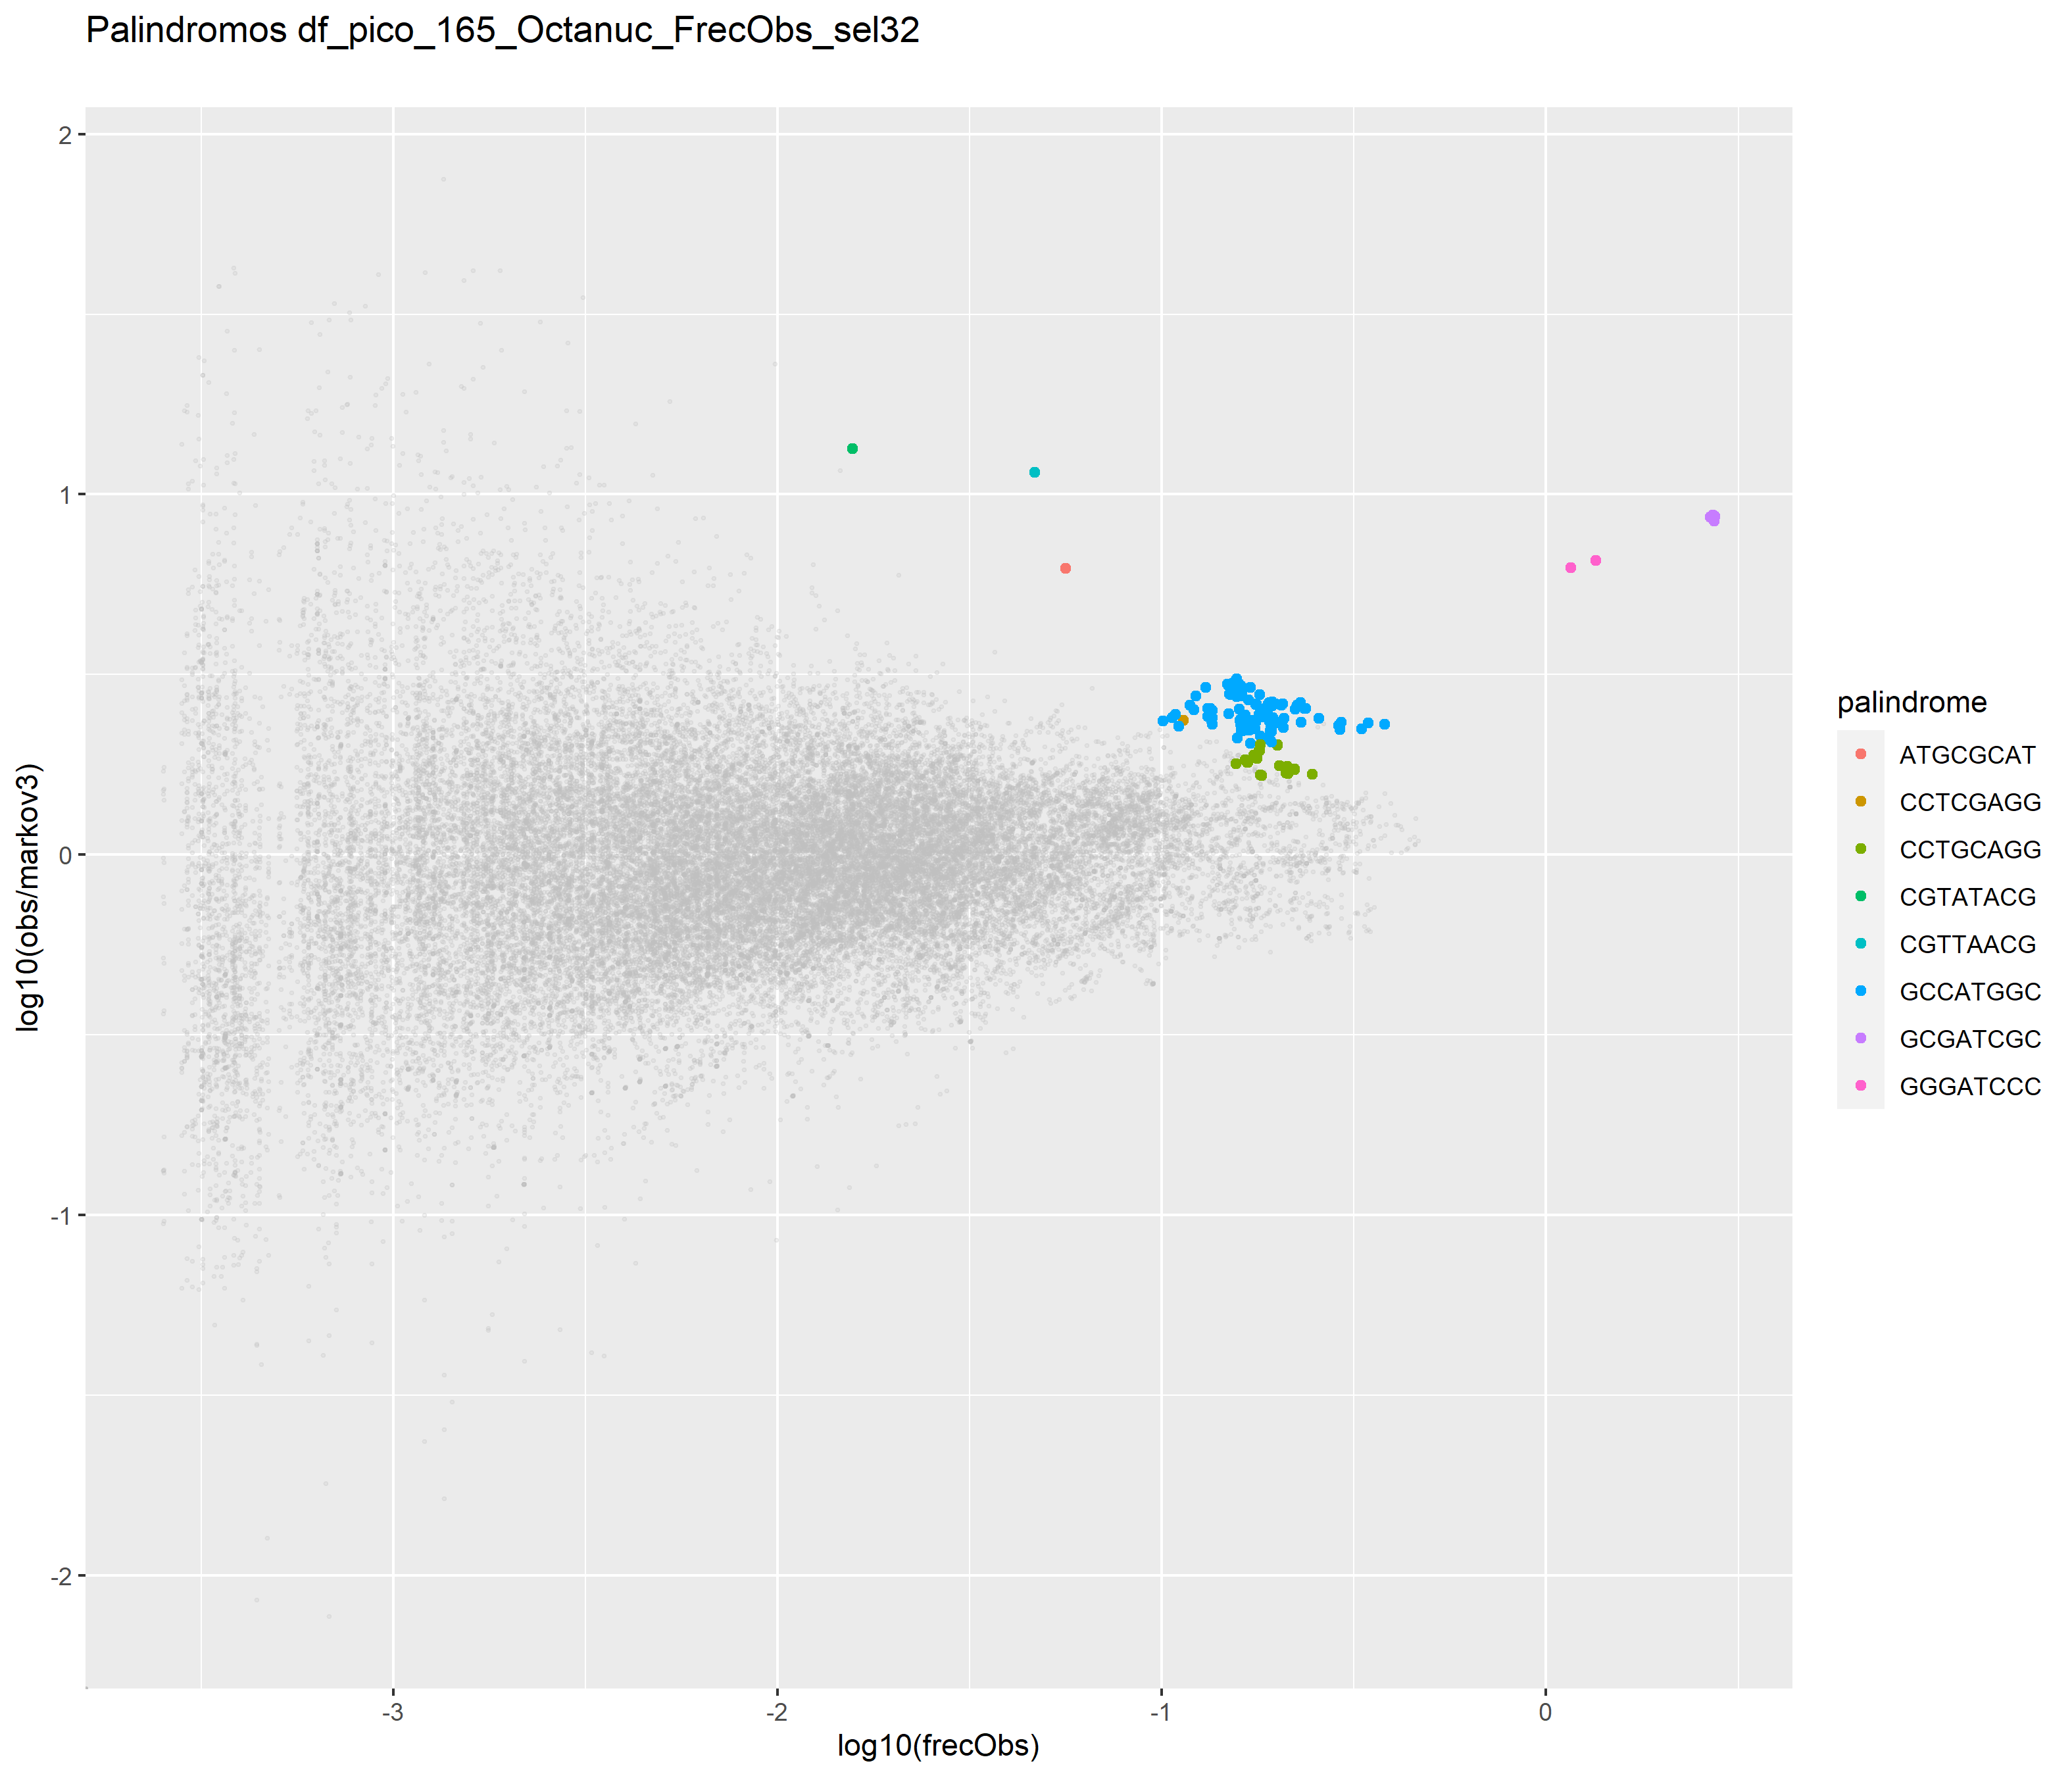 Palindromos df_pico_165_Octanuc_FrecObs_sel32
2
1
0
-1
-2
log10(obs/markov3)
-3
-2
-1
0
log10(frecObs)
palindrome
ATGCGCAT
CCTCGAGG
CCTGCAGG
CGTATACG
CGTTAACG
GCCATGGC
GCGATCGC
GGGATCCC